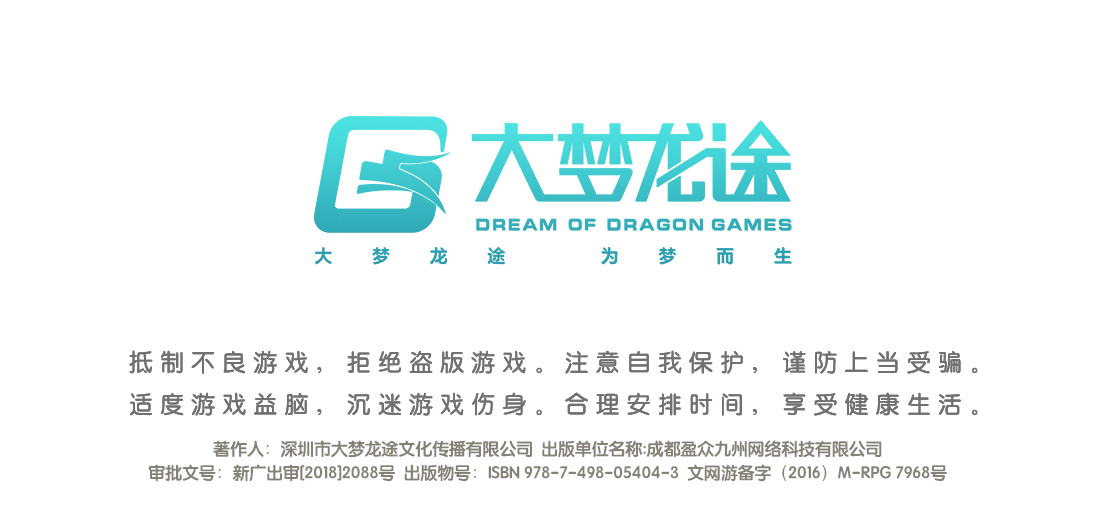 大梦龙途
DREAM OF DRAGON GAMES
大梦龙途 为梦而生
抵制不良游戏，拒绝盗版游戏。注意自我保护，谨防上当受骗。
适度游戏益脑，沉迷游戏伤身。合理安排时间，享受健康生活。
著作人：深圳市大梦龙途文化传播有限公司 出版单位名称:成都盈众九州网络科技有限公司
审批文号：新广出审[2018]2088号 出版物号：ISBN 978-7-498-05404-3 文网游备字（2016）M-RPG 7968号